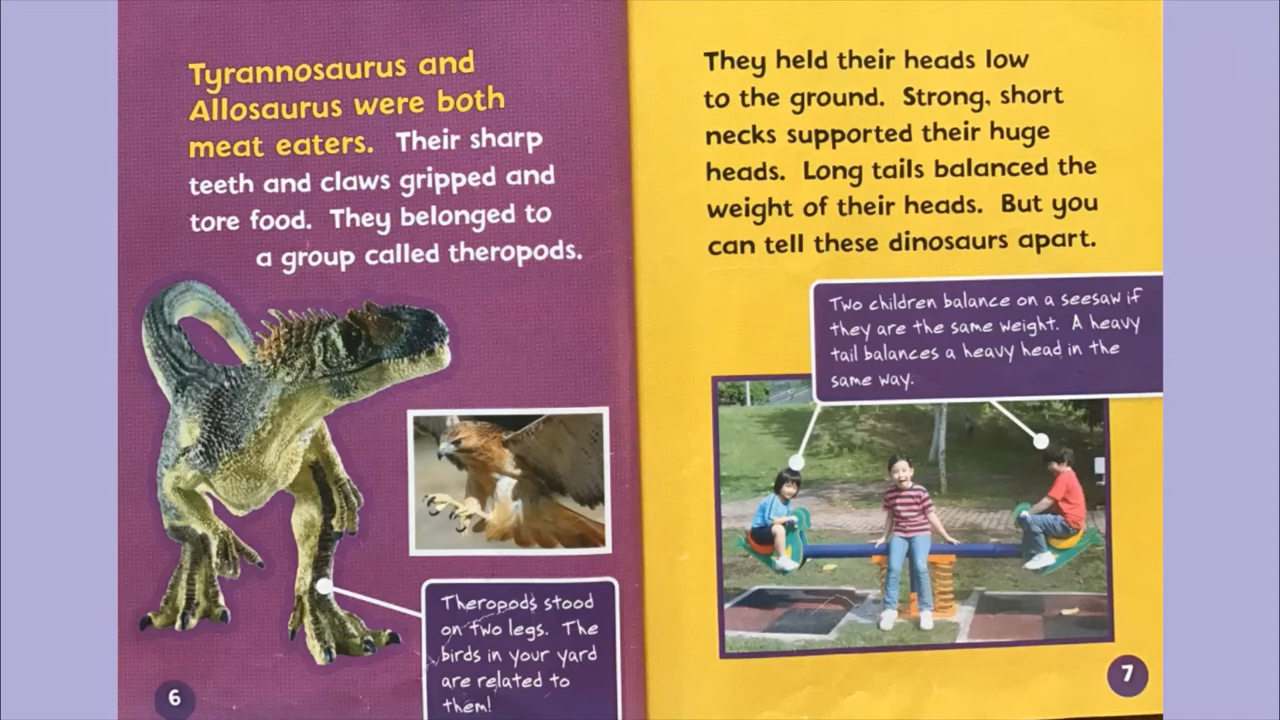 Tyrannosaurus and
Allosaurus were both
meat eaters. Their sharp
teeth and claws gripped and
tore food. They belonged to
a group called theropods.
Theropods stood
on two legs. The
birds in your yard
are related to
them!
6
They held their heads low
to the ground. Strong, short
necks supported their huge
heads. Long tails balanced the
weight of their heads. But you
can tell these dinosaurs apart.
Two children balance on a seesaw if
they are the same weight. A heavy
tail balances a heavy head in the
same way.
7